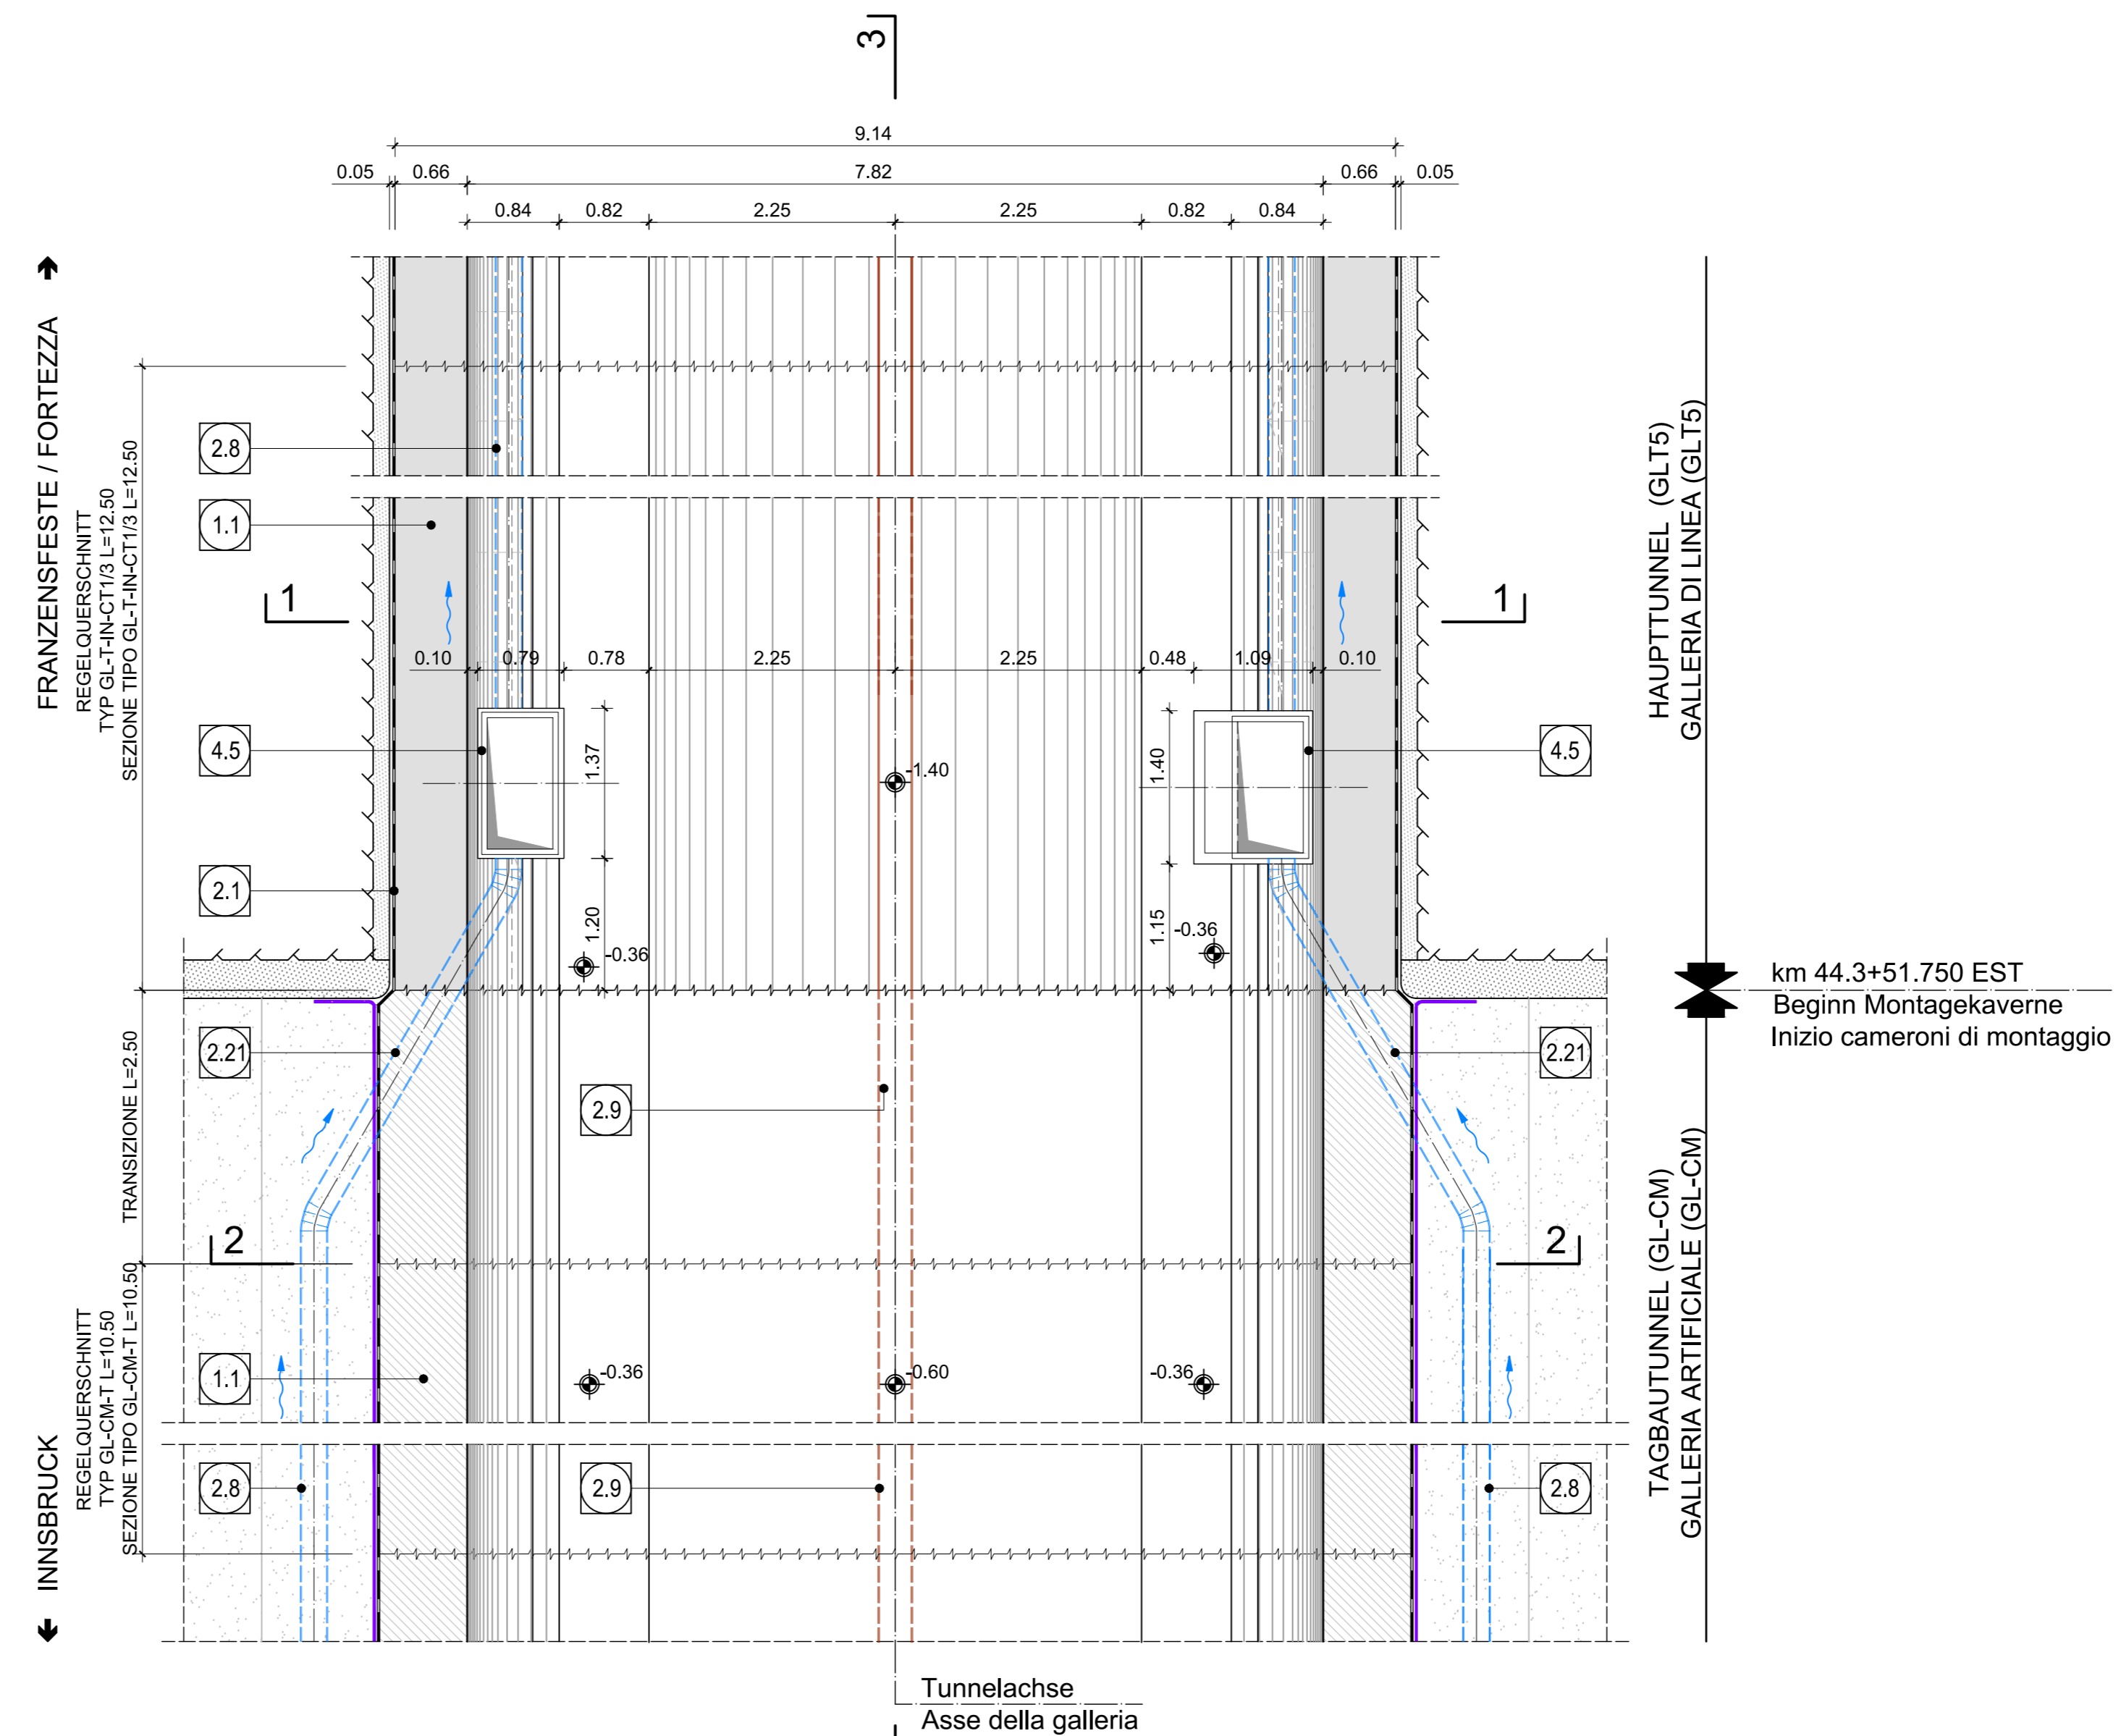 3
9.14
0.05 0.66 7.82 0.66 0.05
0.84 0.82 2.25 2.25 0.82 0.84
FRANZENSFESTE / FORTEZZA
REGELQUERSCHNITT
TYP GL-T-IN-CT1/3 L=12.50
SEZIONE TIPO GL-T-IN-CT1/3 L=12.50
HAUPTTUNNEL (GLT5)
GALLERIA DI LINEA (GLT5)
2.8
1.1
1 1
0.10 0.79 0.78 2.25 2.25 0.48 1.09 0.10
4.5 1.37 -1.40 1.40 4.5
2.1
1.20 -0.36 1.15 -0.36
km 44.3+51.750 EST
Beginn Montagekaverne
Inizio cameroni di montaggio
2.21 2.21
TRANSIZIONE L=2.50
2.9
2 2
TAGBAUTUNNEL (GL-CM)
GALLERIA ARTIFICIALE (GL-CM)
INNSBRUCK
REGELQUERSCHNITT
TYP GL-CM-T L=10.50
SEZIONE TIPO GL-CM-T L=10.50
1.1 -0.36 -0.60 -0.36
2.8 2.9 2.8
Tunnelachse
Asse della galleria